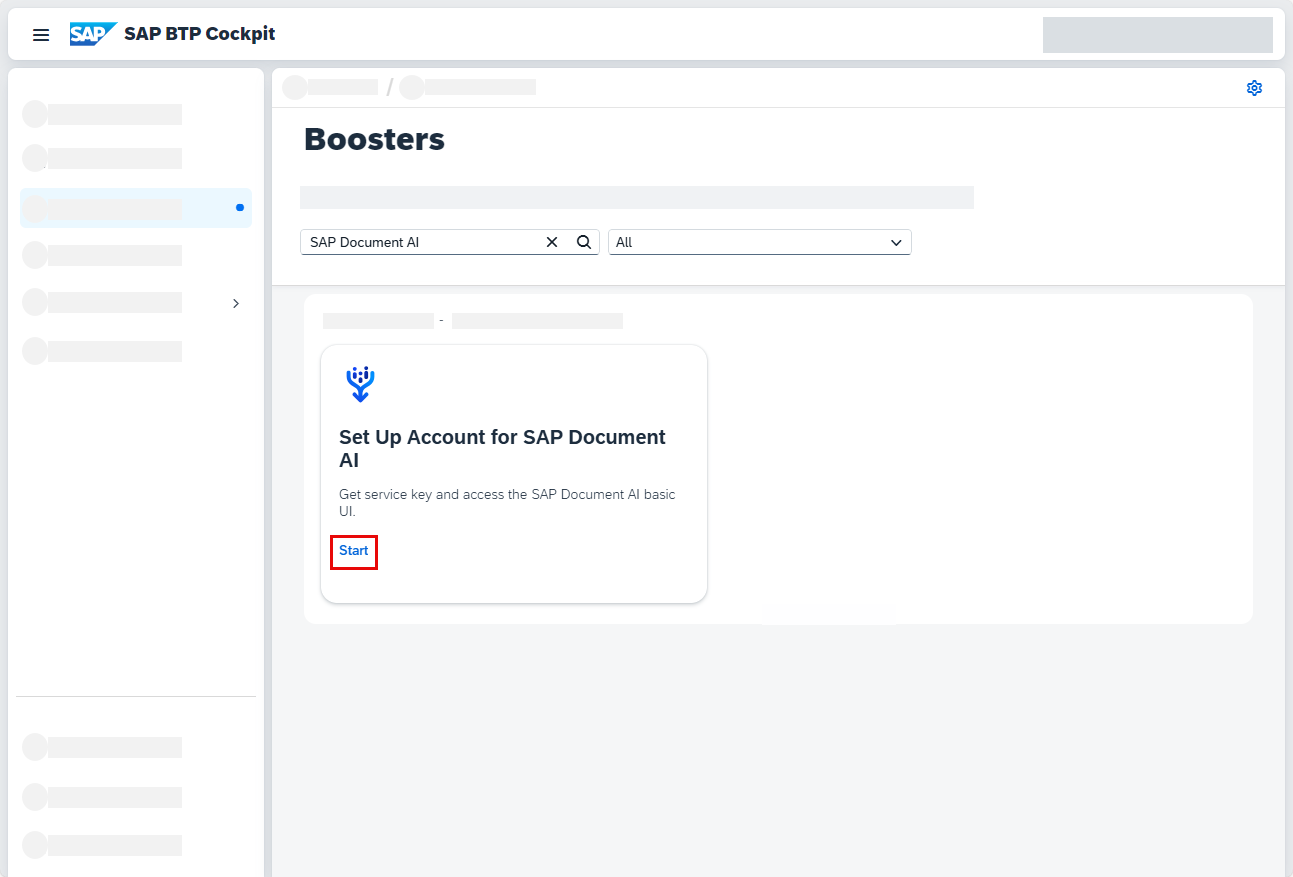 SAP SAP BTP Cockpit
/
Boosters
SAP Document AI
All
-
Set Up Account for SAP Document
AI
Get service key and access the SAP Document AI basic
UI.
Start